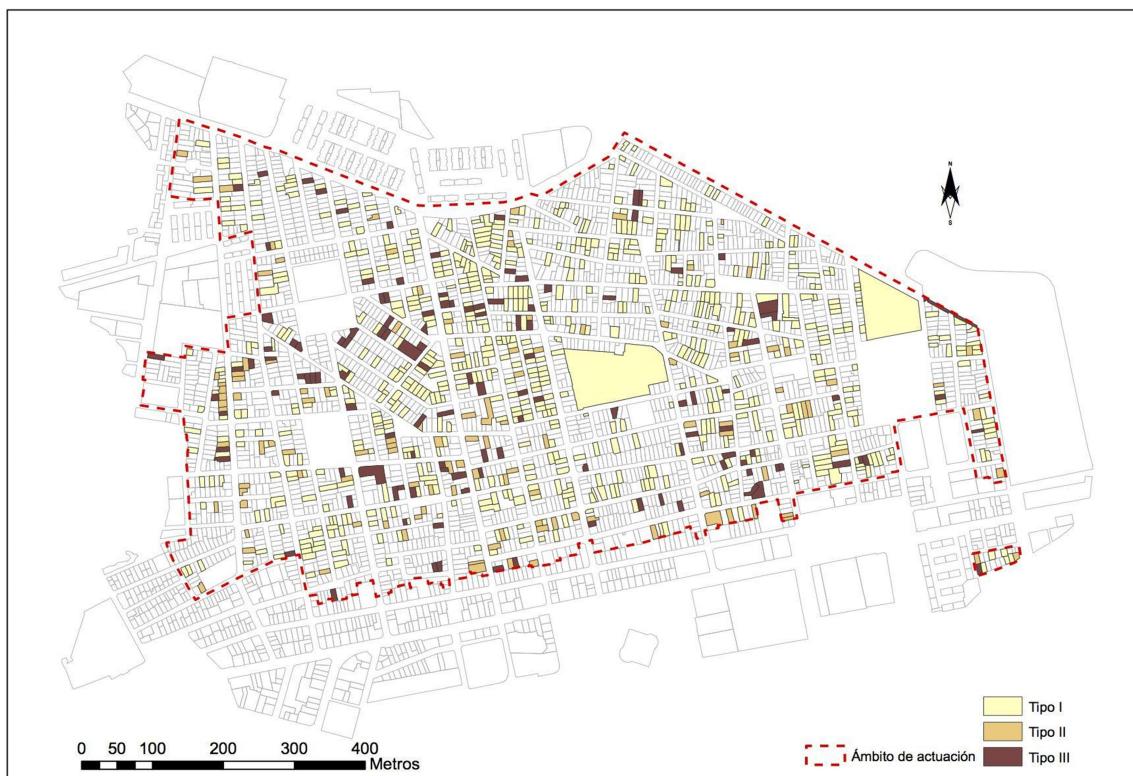 N
S
Tipo I
Tipo II
Tipo III
Ámbito de actuación
0 50 100 200 300 400
Metros